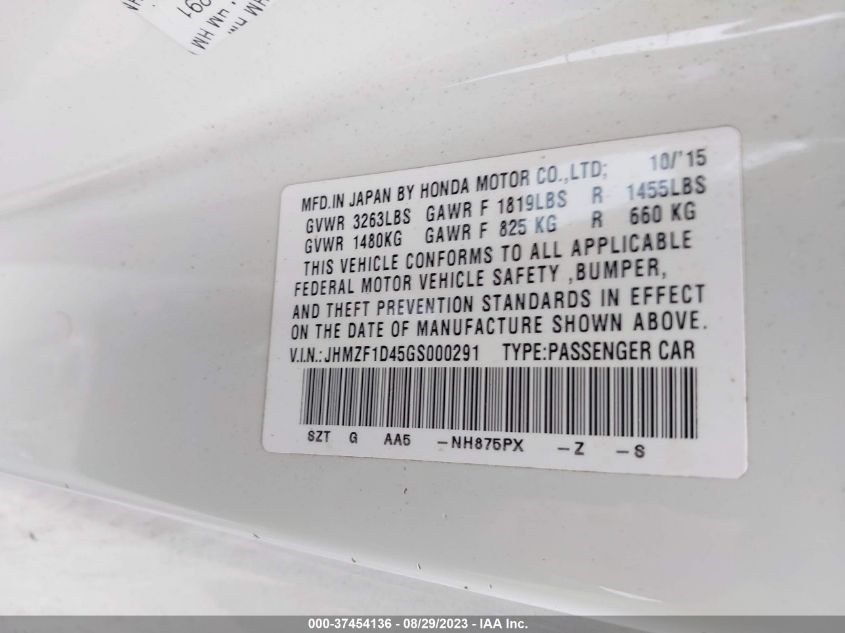 291
HM HM
MFD.IN JAPAN BY HONDA MOTOR CO.,LTD; 10/'15
GVWR 3263LBS GAWR F 1819LBS R 1455LBS
GVWR 1480KG GAWR F 825 KG R 660 KG
THIS VEHICLE CONFORMS TO ALL APPLICABLE
FEDERAL MOTOR VEHICLE SAFETY ,BUMPER,
AND THEFT PREVENTION STANDARDS IN EFFECT
ON THE DATE OF MANUFACTURE SHOWN ABOVE.
V.I.N.:JHMZF1D45GS000291 TYPE:PASSENGER CAR
SZT G AA5 -NH875PX -Z -S
000-37454136 - 08/29/2023 - IAA Inc.